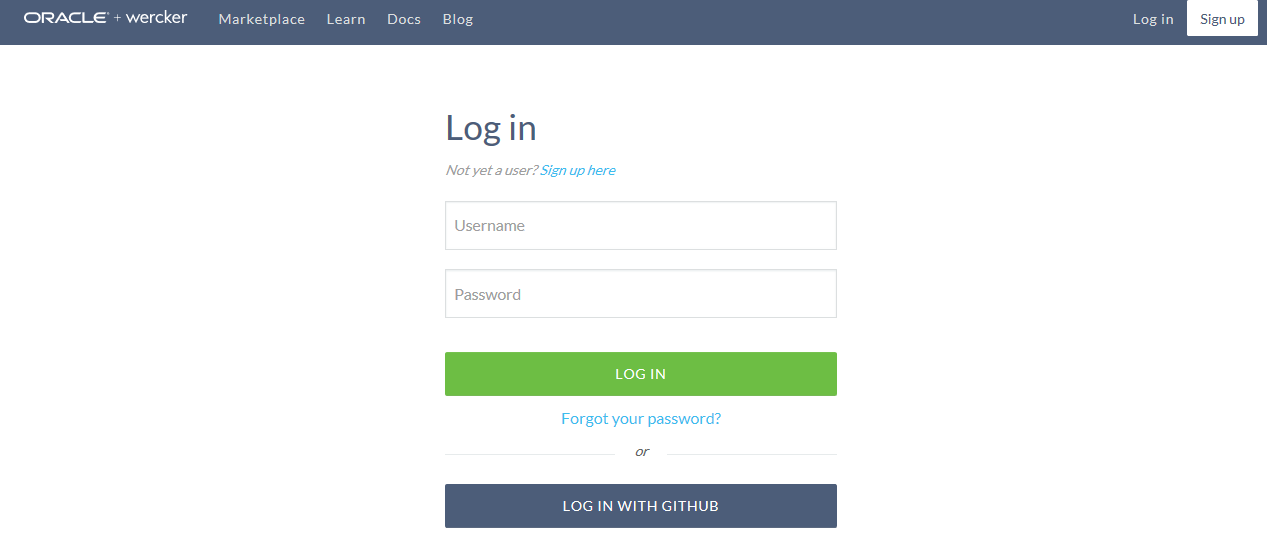 ORACLE + wercker Marketplace Learn Docs Blog Log in Sign up
Log in
Not yet a user? Sign up here
Username
Password
LOG IN
Forgot your password?
or
LOG IN WITH GITHUB